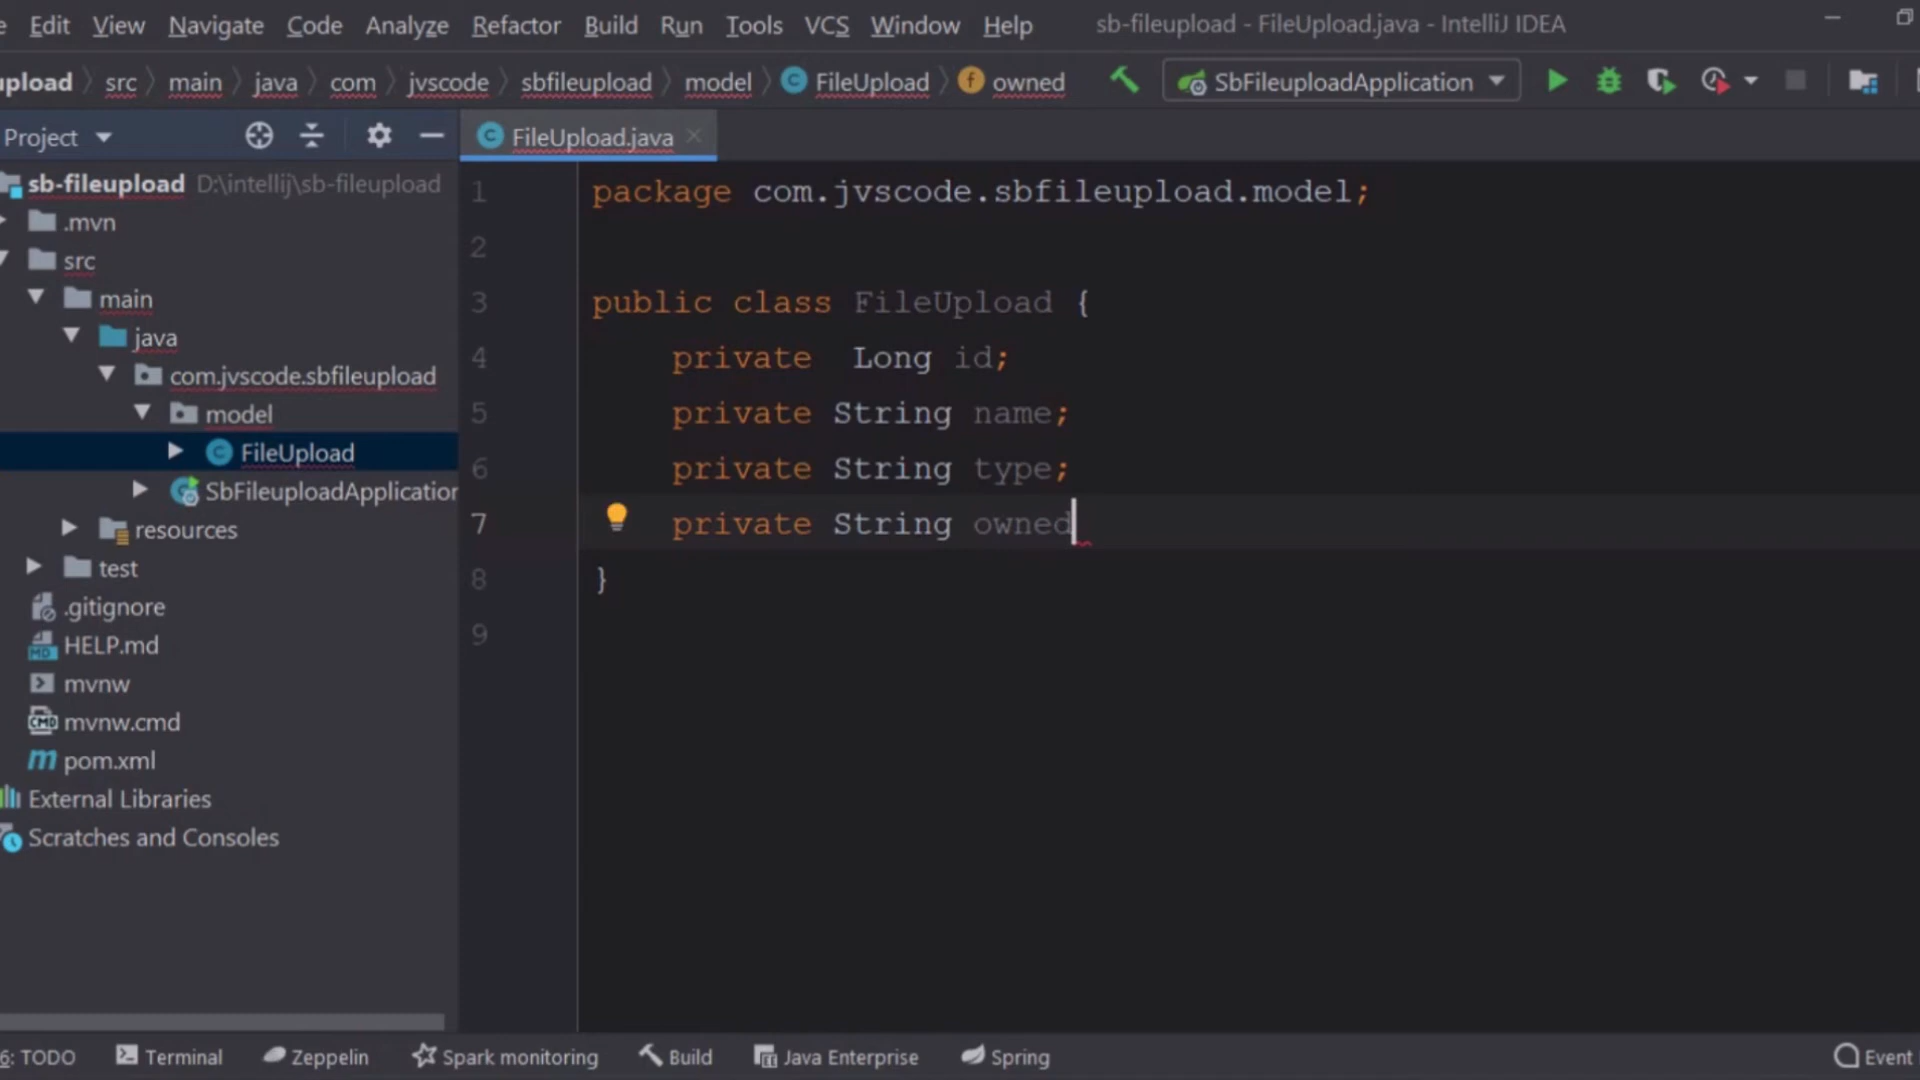 Edit View Navigate Code Analyze Refactor Build Run Tools VCS Window Help sb-fileupload - FileUpload.java - IntelliJ IDEA
upload src main java com jvscode sbfileupload model FileUpload owned SbFileuploadApplication
Project
FileUpload.java
sb-fileupload D:\intellij\sb-fileupload
.mvn
src
main
java
com.jvscode.sbfileupload
model
FileUpload
SbFileuploadApplication
resources
test
.gitignore
HELP.md
mvnw
mvnw.cmd
pom.xml
External Libraries
Scratches and Consoles
1 package com.jvscode.sbfileupload.model;
2
3 public class FileUpload {
4 private  Long id;
5 private String name;
6 private String type;
7 private String owned
8 }
9
6: TODO Terminal Zeppelin Spark monitoring Build Java Enterprise Spring Event